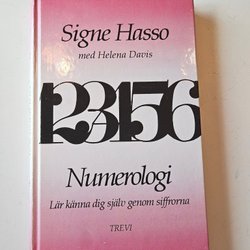 Signe Hasso
med Helena Davis
123456
Numerologi
Lär känna dig själv genom siffrorna
TREVI